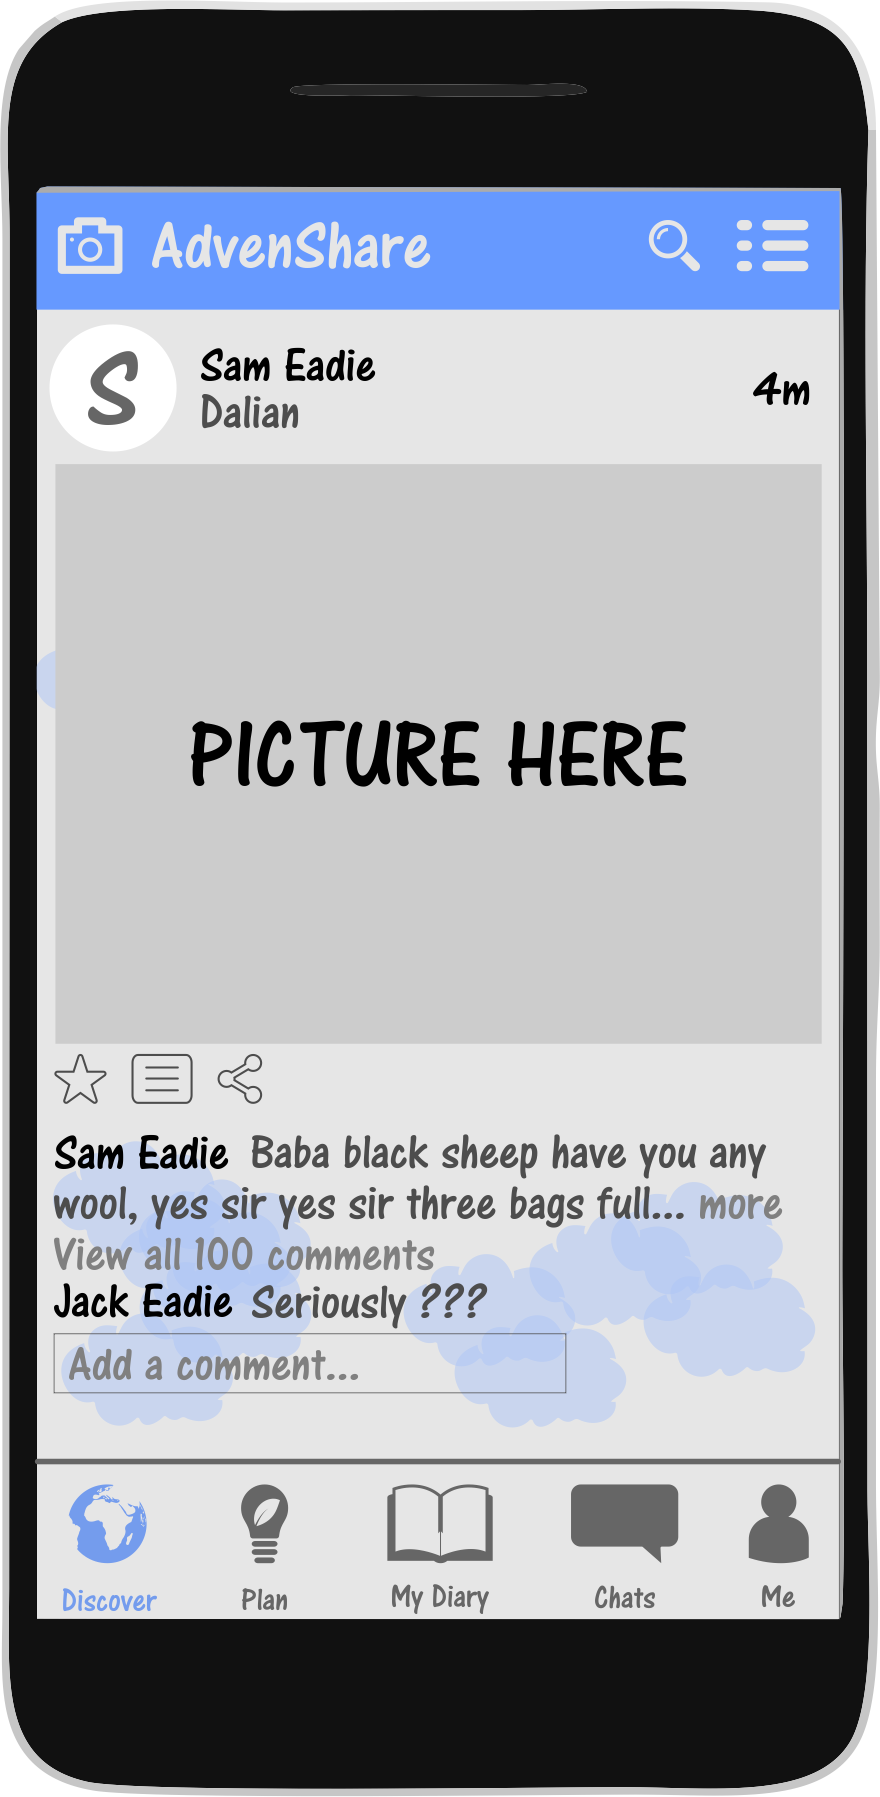 AdvenShare
S
Sam Eadie
Dalian
4m
PICTURE HERE
Sam Eadie Baba black sheep have you any
wool, yes sir yes sir three bags full... more
View all 100 comments
Jack Eadie Seriously ???
Add a comment...
Discover
Plan
My Diary
Chats
Me